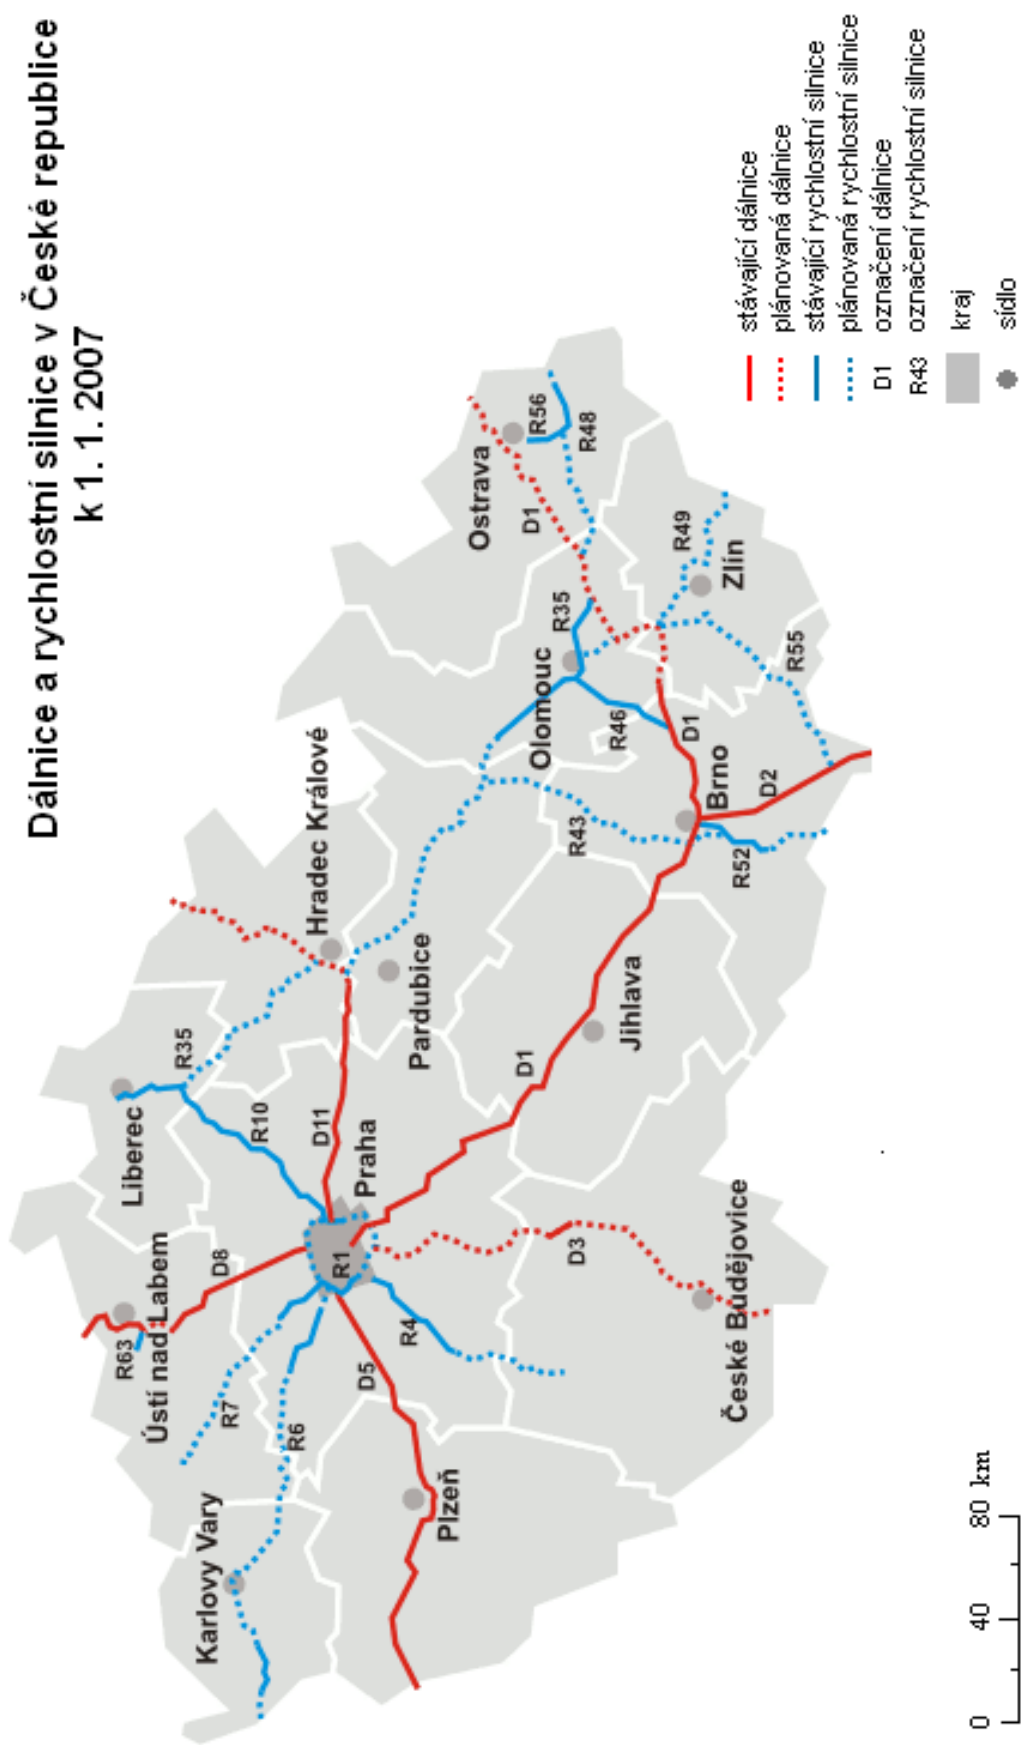 Dálnice a rychlostní silnice v České republice
k 1. 1. 2007
Liberec
R35
Ústí nad Labem
R63
D8
R10
Karlovy Vary
R7
R6
D11
Praha
R1
Hradec Králové
Pardubice
D5
R4
Plzeň
D1
Jihlava
D3
České Budějovice
R43
Olomouc
R35
R46
D1
Brno
R52
D2
Ostrava
D1
R56
R48
R49
Zlín
R55
stávající dálnice
plánovaná dálnice
stávající rychlostní silnice
plánovaná rychlostní silnice
D1 označení dálnice
R43 označení rychlostní silnice
kraj
sídlo
0 40 80 km